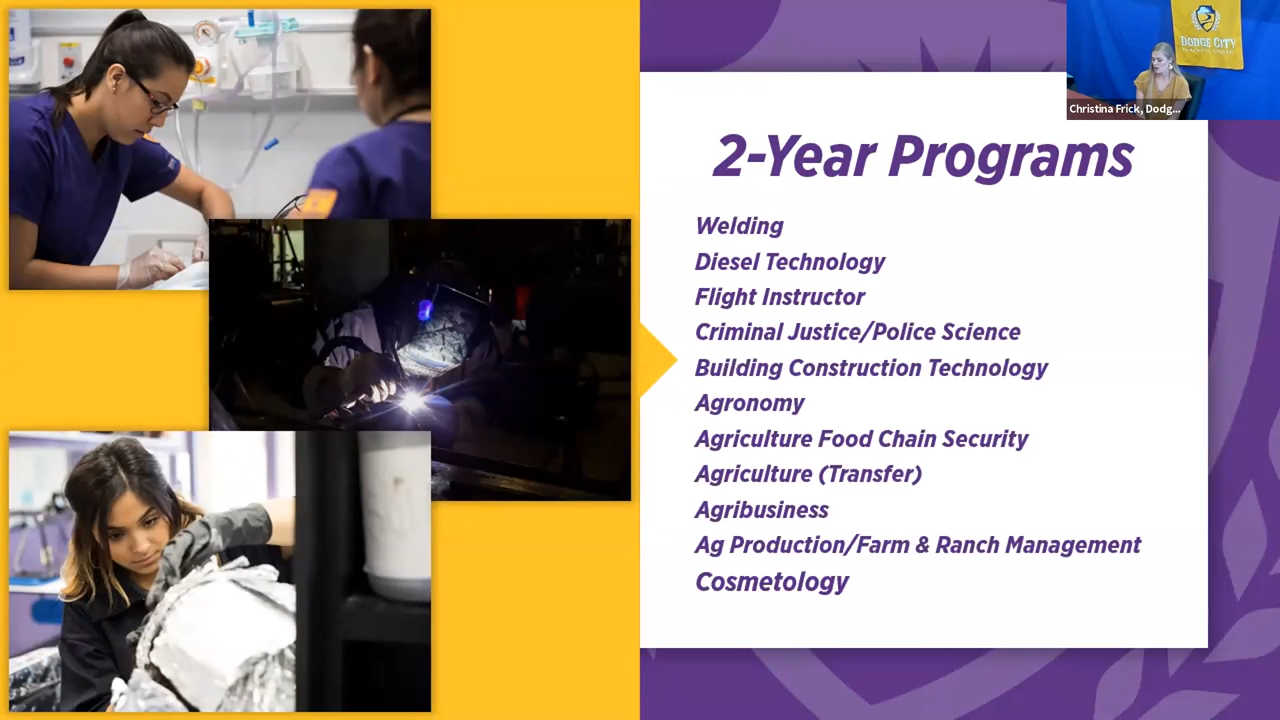 DODGE CITY
Christina Frick, Dodg...
2-Year Programs
Welding
Diesel Technology
Flight Instructor
Criminal Justice/Police Science
Building Construction Technology
Agronomy
Agriculture Food Chain Security
Agriculture (Transfer)
Agribusiness
Ag Production/Farm & Ranch Management
Cosmetology